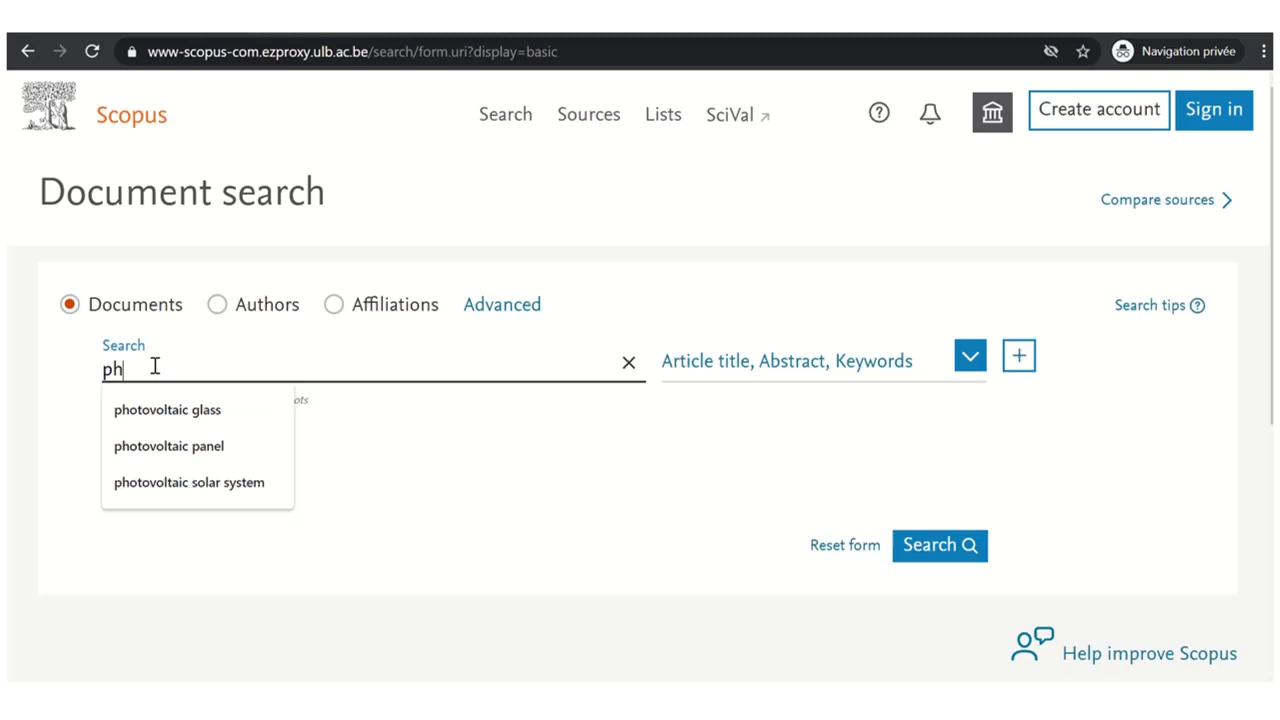 www-scopus-com.ezproxy.ulb.ac.be/search/form.uri?display=basic
Navigation privée
Scopus
Search
Sources
Lists
SciVal
Create account
Sign in
Document search
Compare sources
Documents
Authors
Affiliations
Advanced
Search tips
Search
ph
Article title, Abstract, Keywords
ots
photovoltaic glass
photovoltaic panel
photovoltaic solar system
Reset form
Search
Help improve Scopus